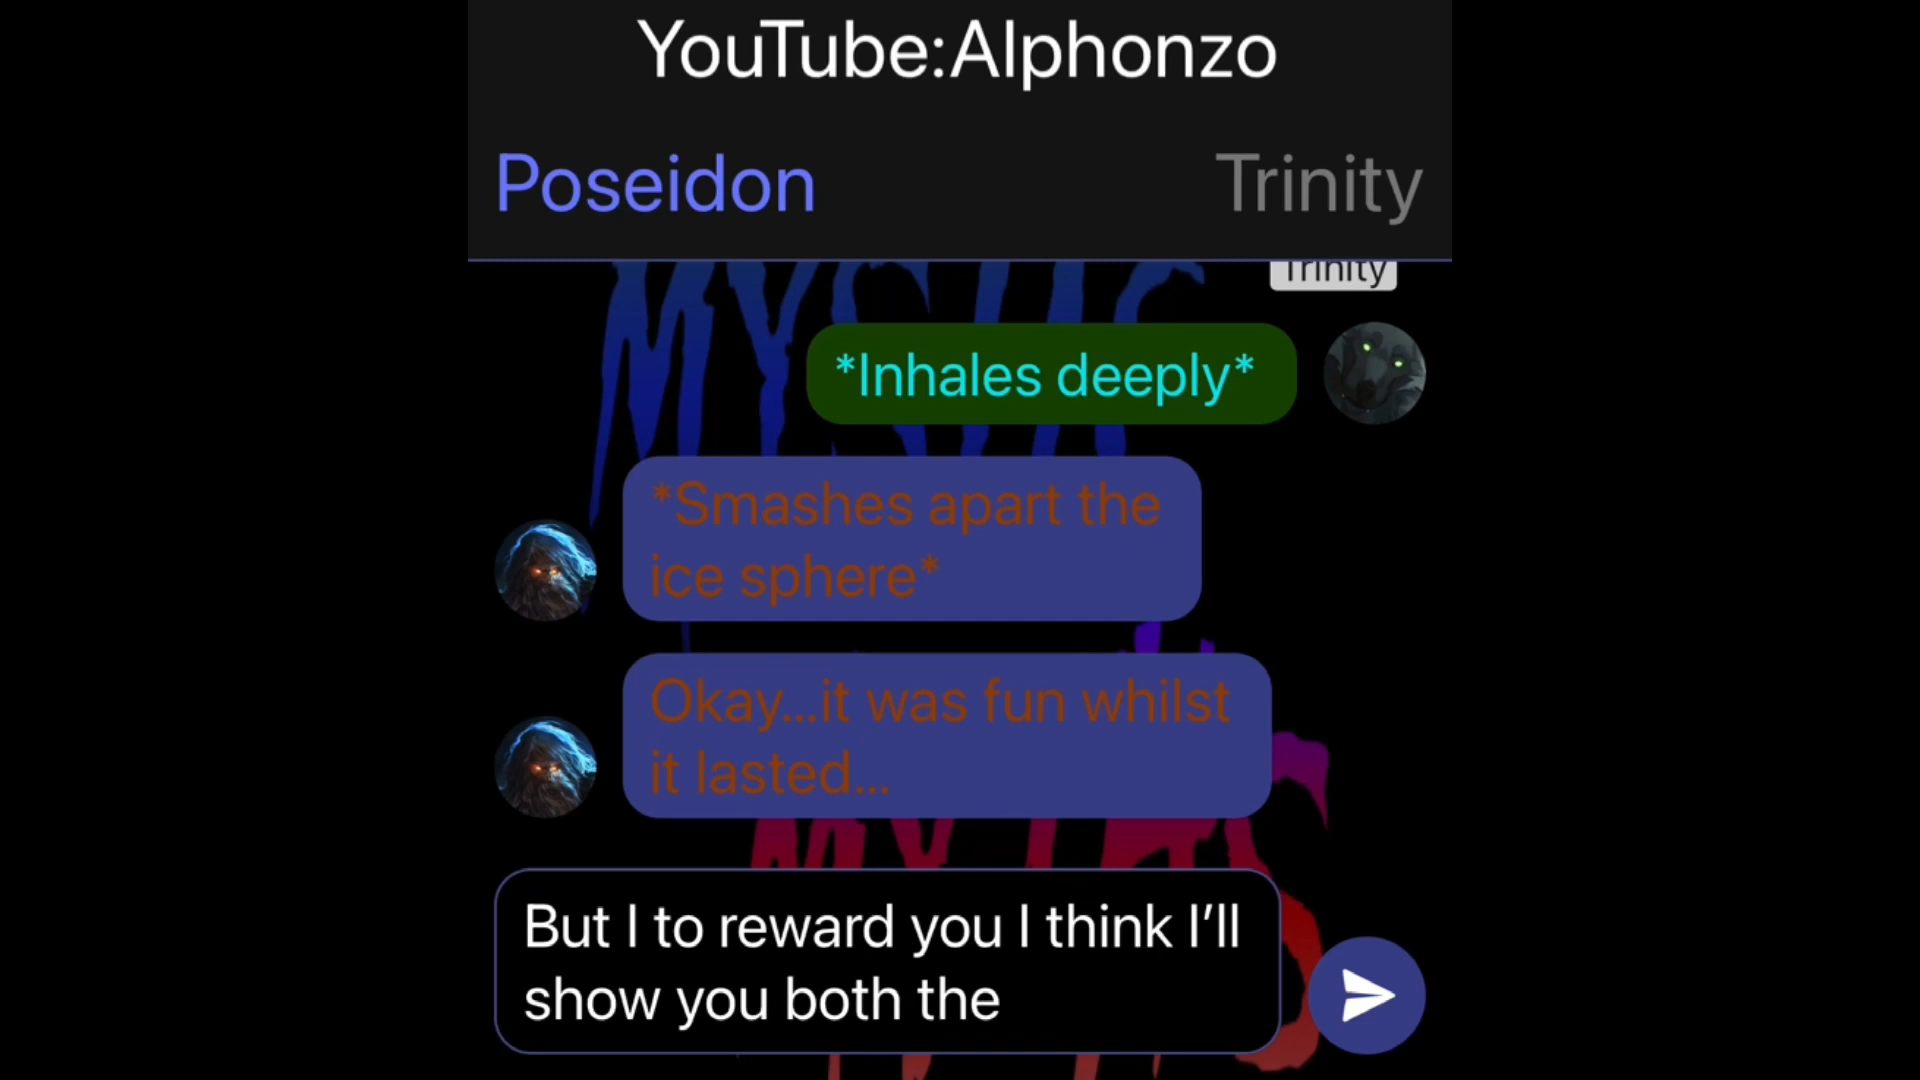 YouTube:Alphonzo
Poseidon
Trinity
Trinity
*Inhales deeply*
*Smashes apart the
ice sphere*
Okay...it was fun whilst
it lasted...
But I to reward you I think I’ll
show you both the